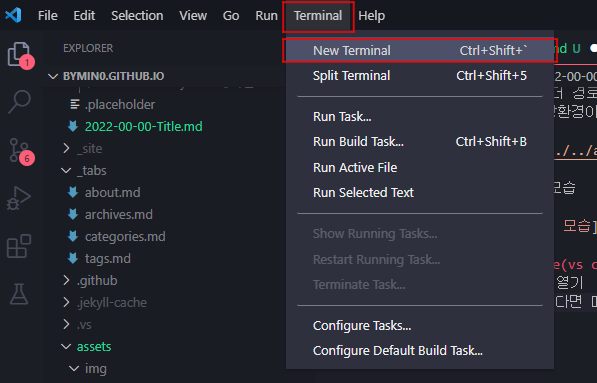 File Edit Selection View Go Run Terminal Help
EXPLORER
BYMIN0.GITHUB.IO
.placeholder
2022-00-00-Title.md
_site
_tabs
about.md
archives.md
categories.md
tags.md
.github
.jekyll-cache
.vs
assets
img
1
6
New Terminal Ctrl+Shift+`
Split Terminal Ctrl+Shift+5
Run Task...
Run Build Task... Ctrl+Shift+B
Run Active File
Run Selected Text
Show Running Tasks...
Restart Running Task...
Terminate Task...
Configure Tasks...
Configure Default Build Task...
nd U
022-00-00
더 경로
방환경이
./../a
모습
모습]
e(vs c
열기
다면